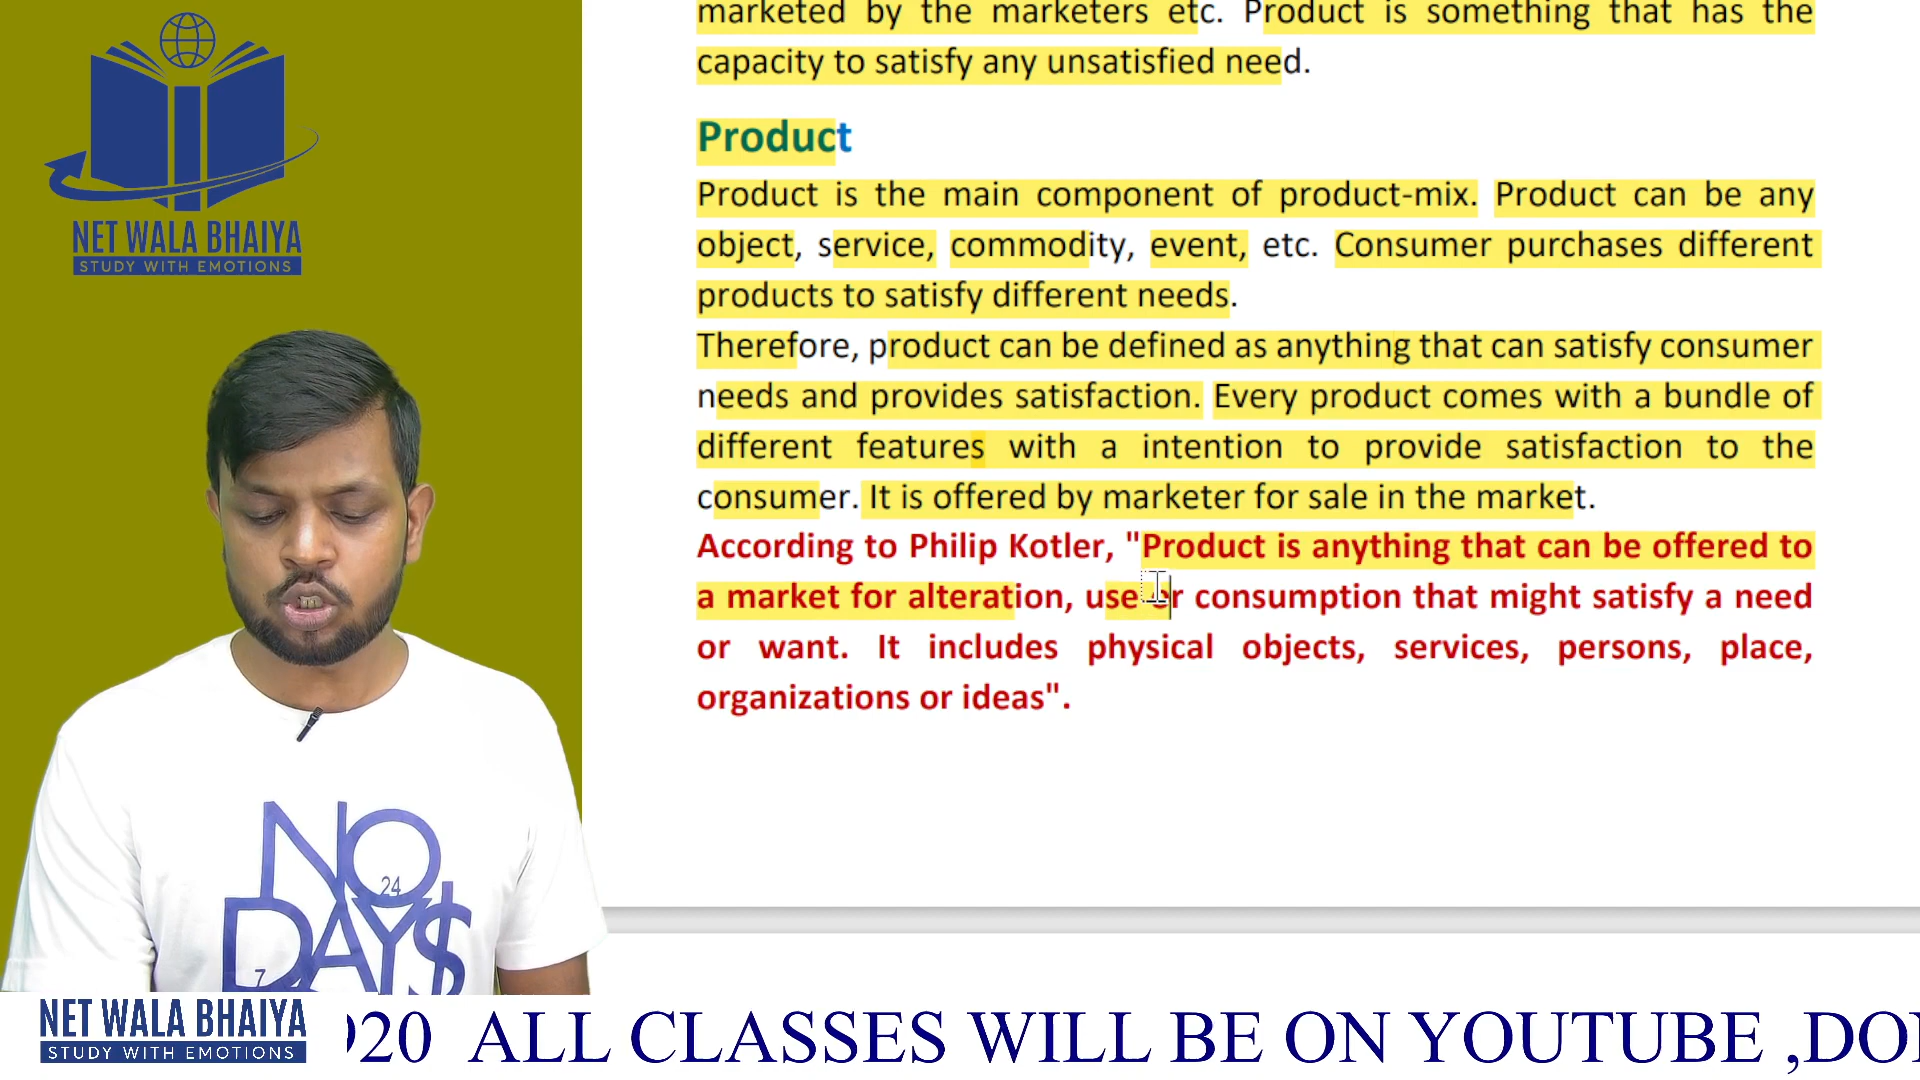 marketed by the marketers etc. Product is something that has the
capacity to satisfy any unsatisfied need.
Product
Product is the main component of product-mix. Product can be any
object, service, commodity, event, etc. Consumer purchases different
products to satisfy different needs.
Therefore, product can be defined as anything that can satisfy consumer
needs and provides satisfaction. Every product comes with a bundle of
different features with a intention to provide satisfaction to the
consumer. It is offered by marketer for sale in the market.
According to Philip Kotler, "Product is anything that can be offered to
a market for alteration, use or consumption that might satisfy a need
or want. It includes physical objects, services, persons, place,
organizations or ideas".
NET WALA BHAIYA
STUDY WITH EMOTIONS
NO
24
DAY$
7
NET WALA BHAIYA
STUDY WITH EMOTIONS
20 ALL CLASSES WILL BE ON YOUTUBE ,DO